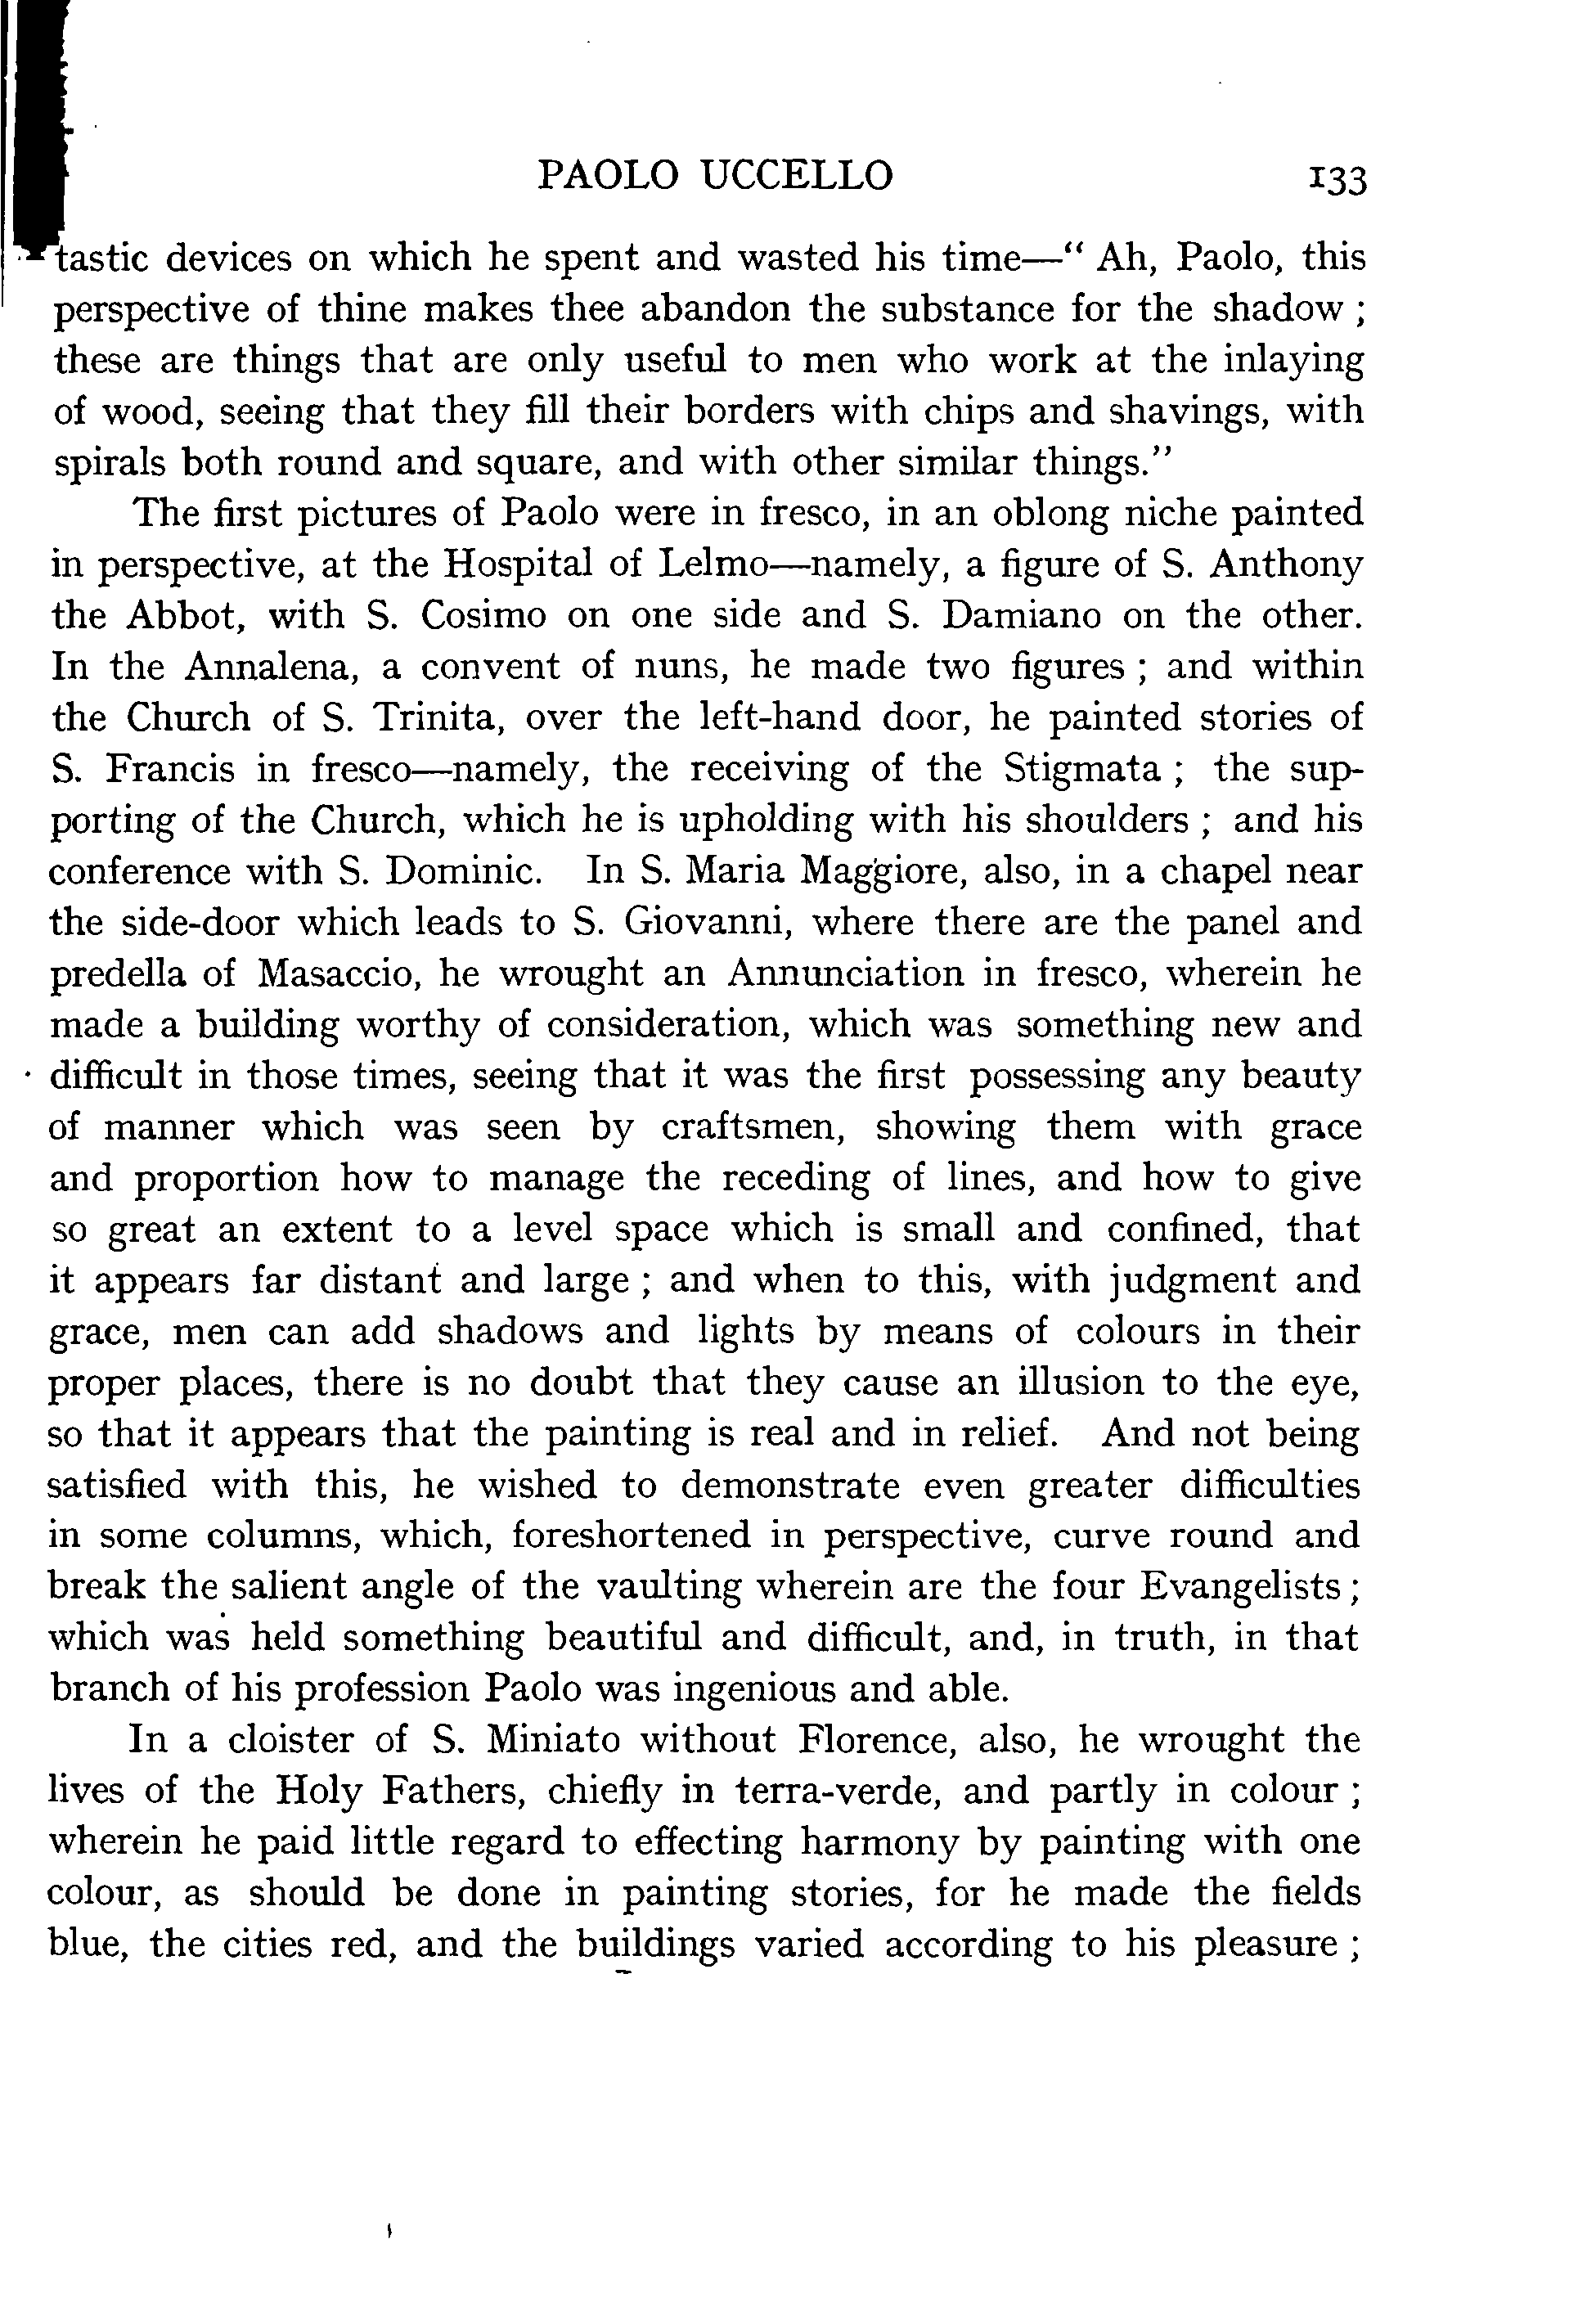 PAOLO UCCELLO 133
tastic devices on which he spent and wasted his time—“ Ah, Paolo, this
perspective of thine makes thee abandon the substance for the shadow ;
these are things that are only useful to men who work at the inlaying
of wood, seeing that they fill their borders with chips and shavings, with
spirals both round and square, and with other similar things.”
The first pictures of Paolo were in fresco, in an oblong niche painted
in perspective, at the Hospital of Lelmo—namely, a figure of S. Anthony
the Abbot, with S. Cosimo on one side and S. Damiano on the other.
In the Annalena, a convent of nuns, he made two figures ; and within
the Church of S. Trinita, over the left-hand door, he painted stories of
S. Francis in fresco—namely, the receiving of the Stigmata ; the sup-
porting of the Church, which he is upholding with his shoulders ; and his
conference with S. Dominic. In S. Maria Maggiore, also, in a chapel near
the side-door which leads to S. Giovanni, where there are the panel and
predella of Masaccio, he wrought an Annunciation in fresco, wherein he
made a building worthy of consideration, which was something new and
difficult in those times, seeing that it was the first possessing any beauty
of manner which was seen by craftsmen, showing them with grace
and proportion how to manage the receding of lines, and how to give
so great an extent to a level space which is small and confined, that
it appears far distant and large ; and when to this, with judgment and
grace, men can add shadows and lights by means of colours in their
proper places, there is no doubt that they cause an illusion to the eye,
so that it appears that the painting is real and in relief. And not being
satisfied with this, he wished to demonstrate even greater difficulties
in some columns, which, foreshortened in perspective, curve round and
break the salient angle of the vaulting wherein are the four Evangelists ;
which was held something beautiful and difficult, and, in truth, in that
branch of his profession Paolo was ingenious and able.
In a cloister of S. Miniato without Florence, also, he wrought the
lives of the Holy Fathers, chiefly in terra-verde, and partly in colour ;
wherein he paid little regard to effecting harmony by painting with one
colour, as should be done in painting stories, for he made the fields
blue, the cities red, and the buildings varied according to his pleasure ;